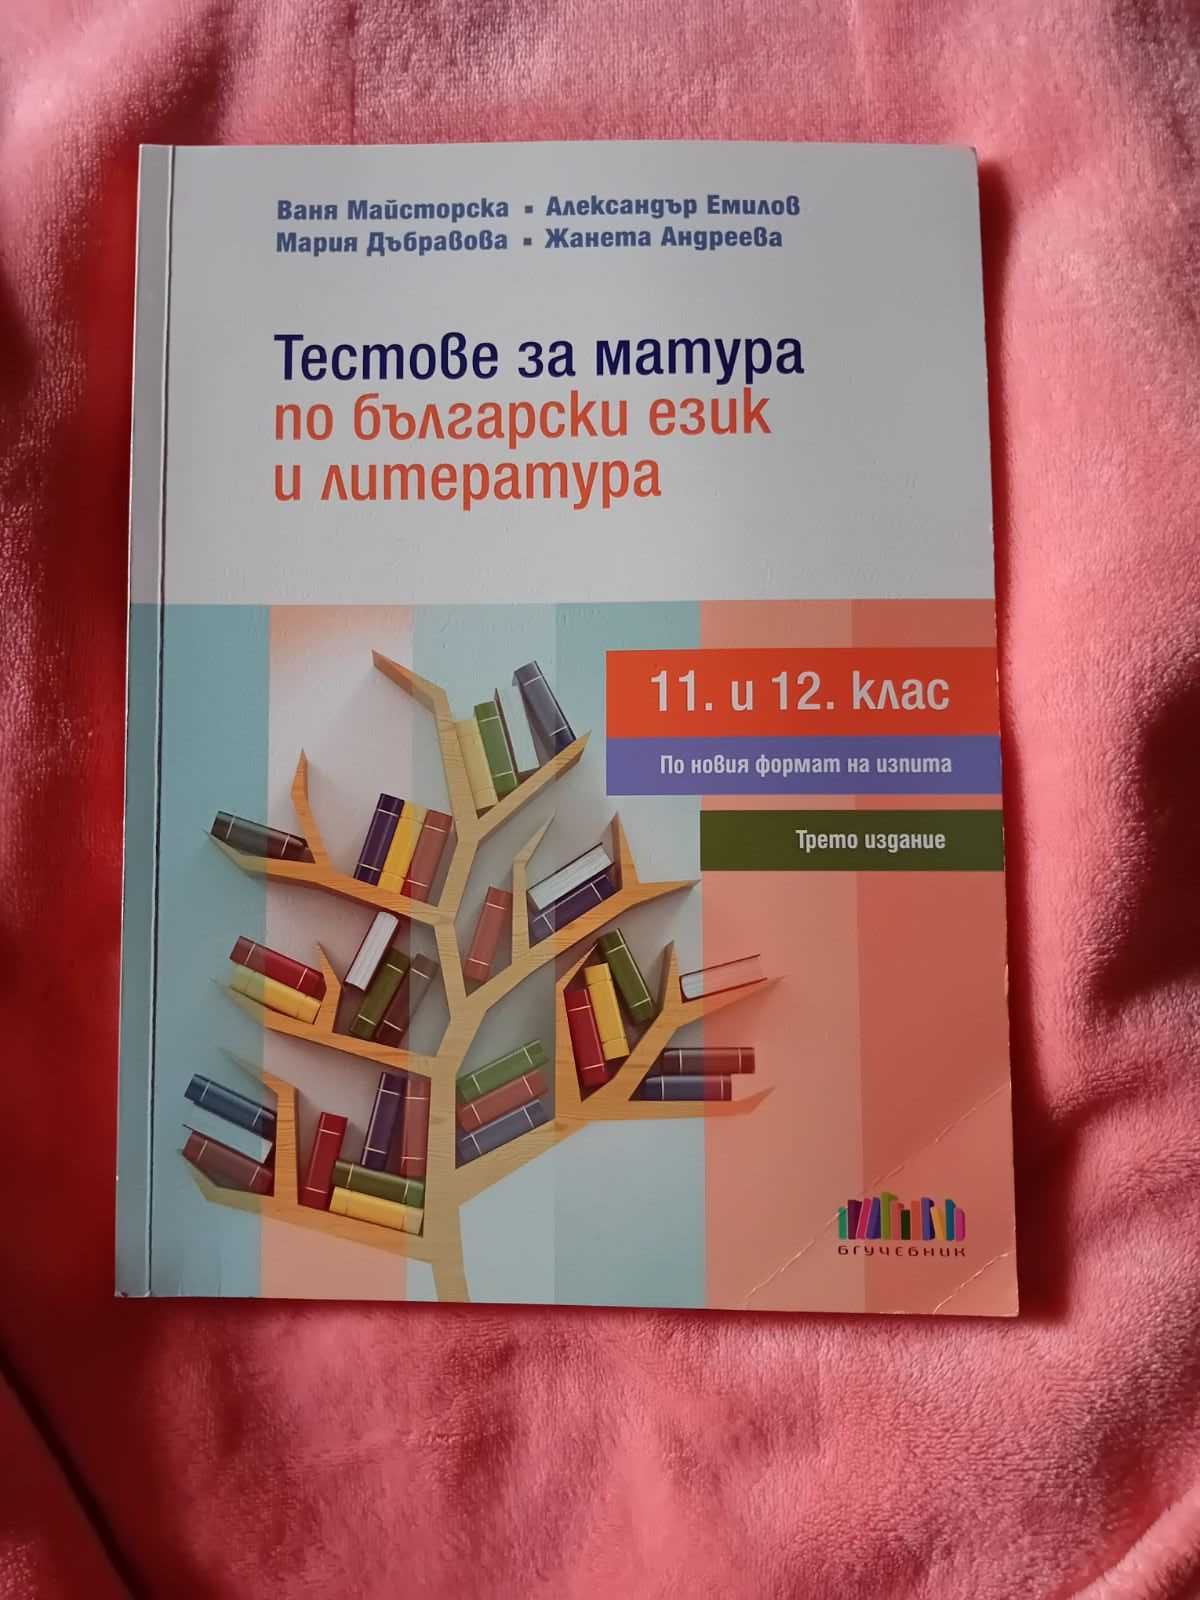 Ваня Майсторска ▪ Александър Емилов
Мария Дъбравова ▪ Жанета Андреева
Тестове за матура
по български език
и литература
11. и 12. клас
По новия формат на изпита
Трето издание
БГУЧЕБНИК